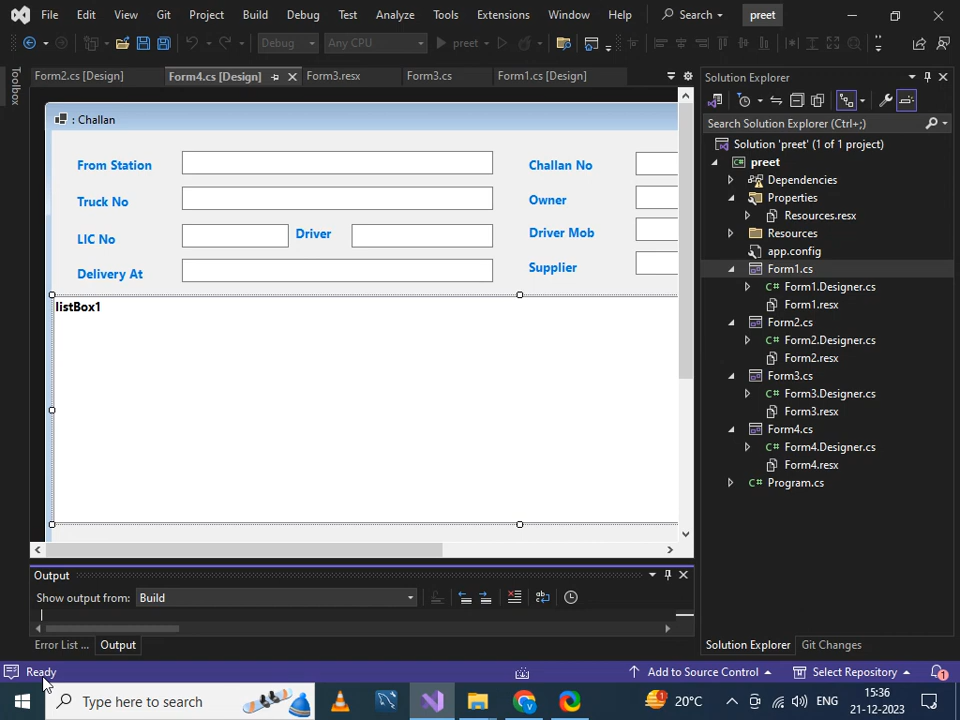 File Edit View Git Project Build Debug Test Analyze Tools Extensions Window Help Search preet
Debug Any CPU preet
Form2.cs [Design] Form4.cs [Design] Form3.resx Form3.cs Form1.cs [Design]
Toolbox
: Challan
From Station Challan No
Truck No Owner
LIC No Driver Driver Mob
Delivery At Supplier
listBox1
Solution Explorer
Search Solution Explorer (Ctrl+;)
Solution 'preet' (1 of 1 project)
preet
Dependencies
Properties
Resources.resx
Resources
app.config
Form1.cs
Form1.Designer.cs
Form1.resx
Form2.cs
Form2.Designer.cs
Form2.resx
Form3.cs
Form3.Designer.cs
Form3.resx
Form4.cs
Form4.Designer.cs
Form4.resx
Program.cs
Output
Show output from: Build
Error List ... Output
Solution Explorer Git Changes
Ready Add to Source Control Select Repository 1
Type here to search 1 20°C ENG 15:36
21-12-2023